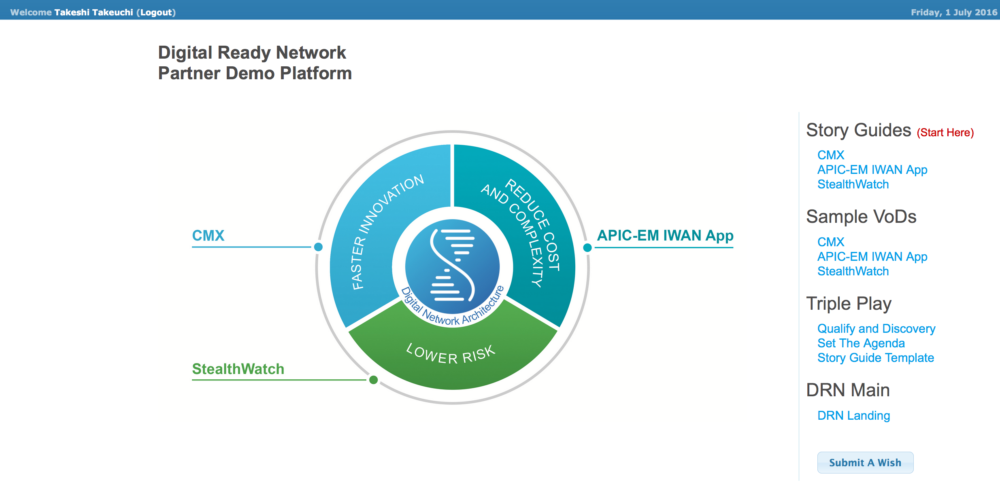 Welcome Takeshi Takeuchi (Logout)
Friday, 1 July 2016
Digital Ready Network
Partner Demo Platform
FASTER INNOVATION
REDUCE COST
AND COMPLEXITY
LOWER RISK
Digital Network Architecture
CMX
APIC-EM IWAN App
StealthWatch
Story Guides (Start Here)
CMX
APIC-EM IWAN App
StealthWatch
Sample VoDs
CMX
APIC-EM IWAN App
StealthWatch
Triple Play
Qualify and Discovery
Set The Agenda
Story Guide Template
DRN Main
DRN Landing
Submit A Wish